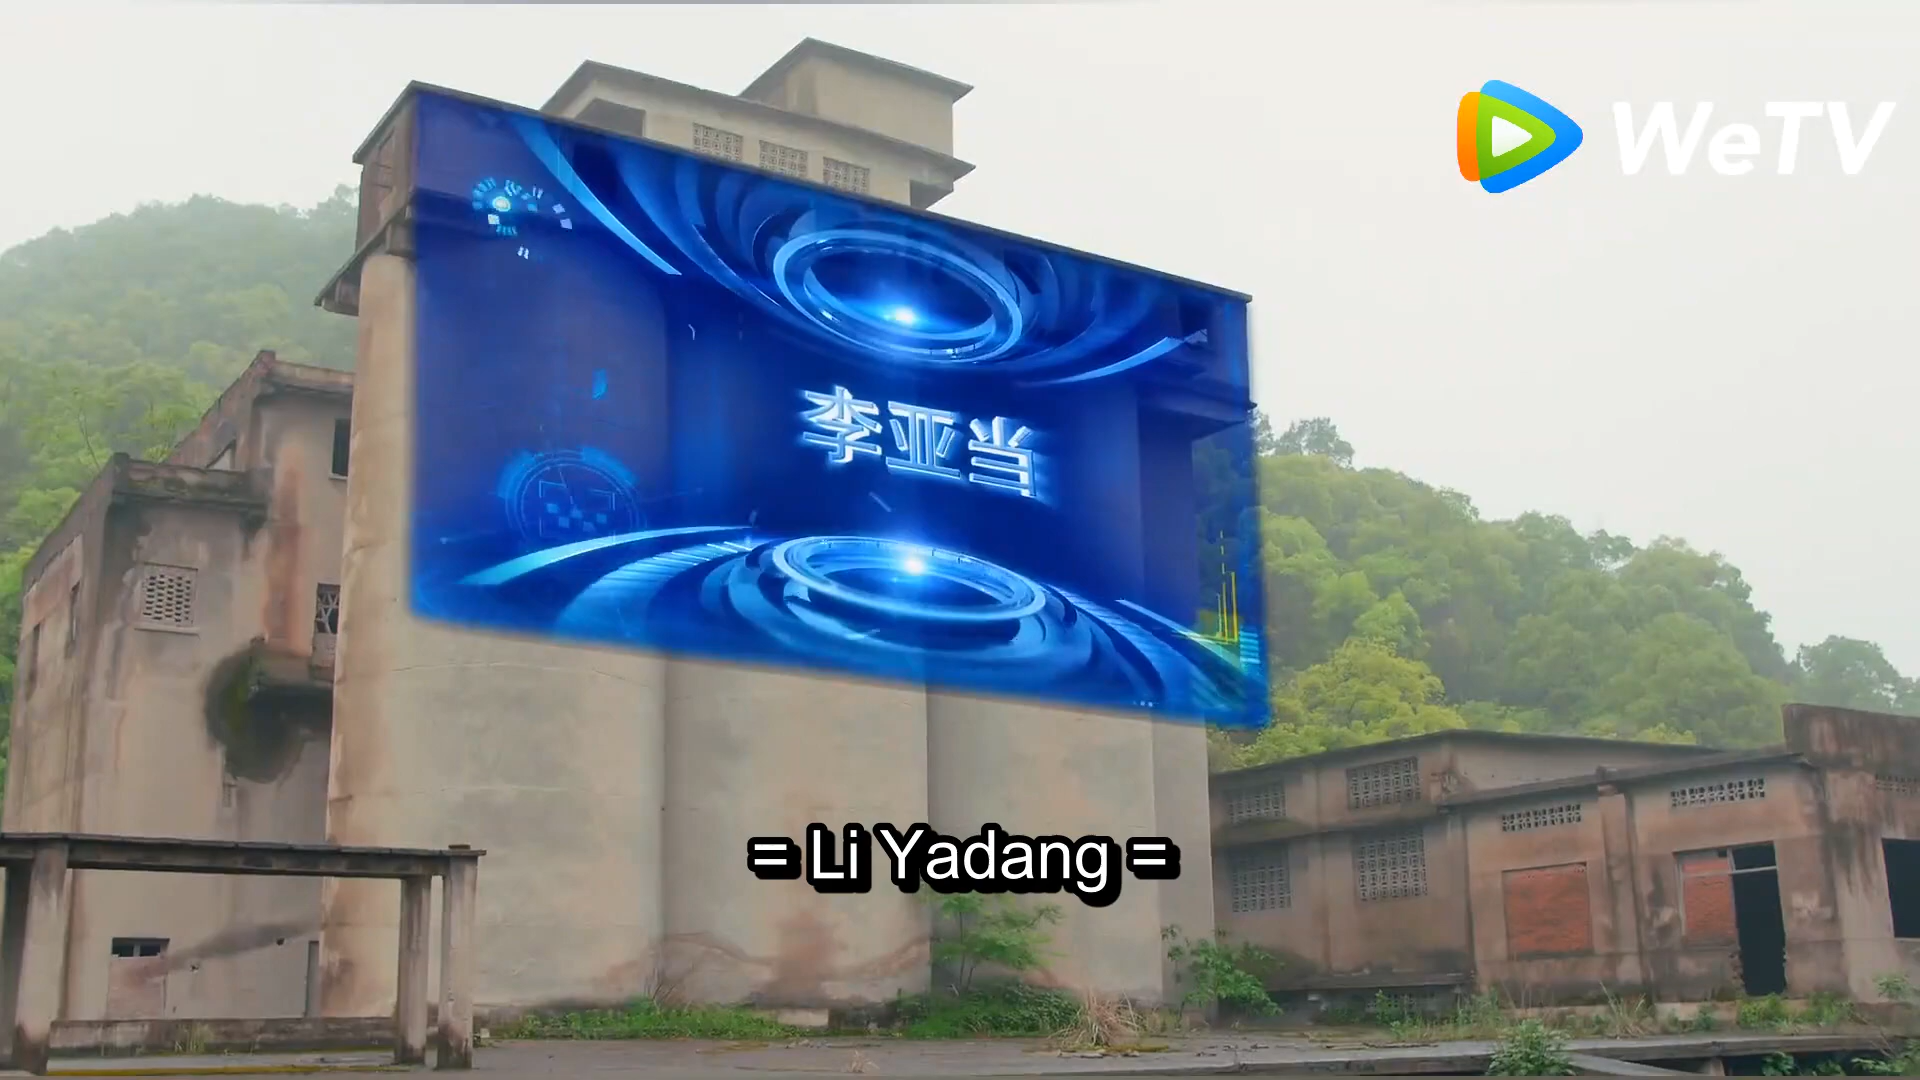 WeTV
李亚当
= Li Yadang =